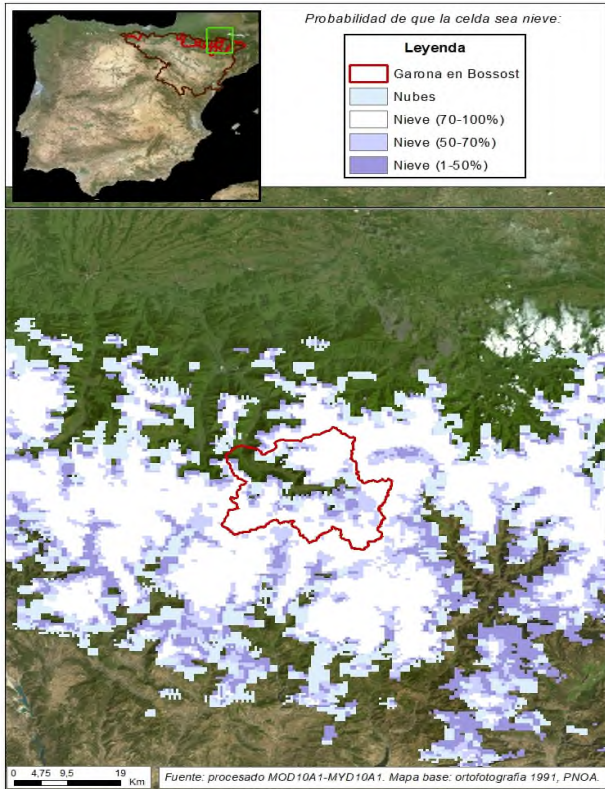 Probabilidad de que la celda sea nieve:
Leyenda
Garona en Bossost
Nubes
Nieve (70-100%)
Nieve (50-70%)
Nieve (1-50%)
0 4,75 9,5 19
Km
Fuente: procesado MOD10A1-MYD10A1. Mapa base: ortofotografía 1991, PNOA.